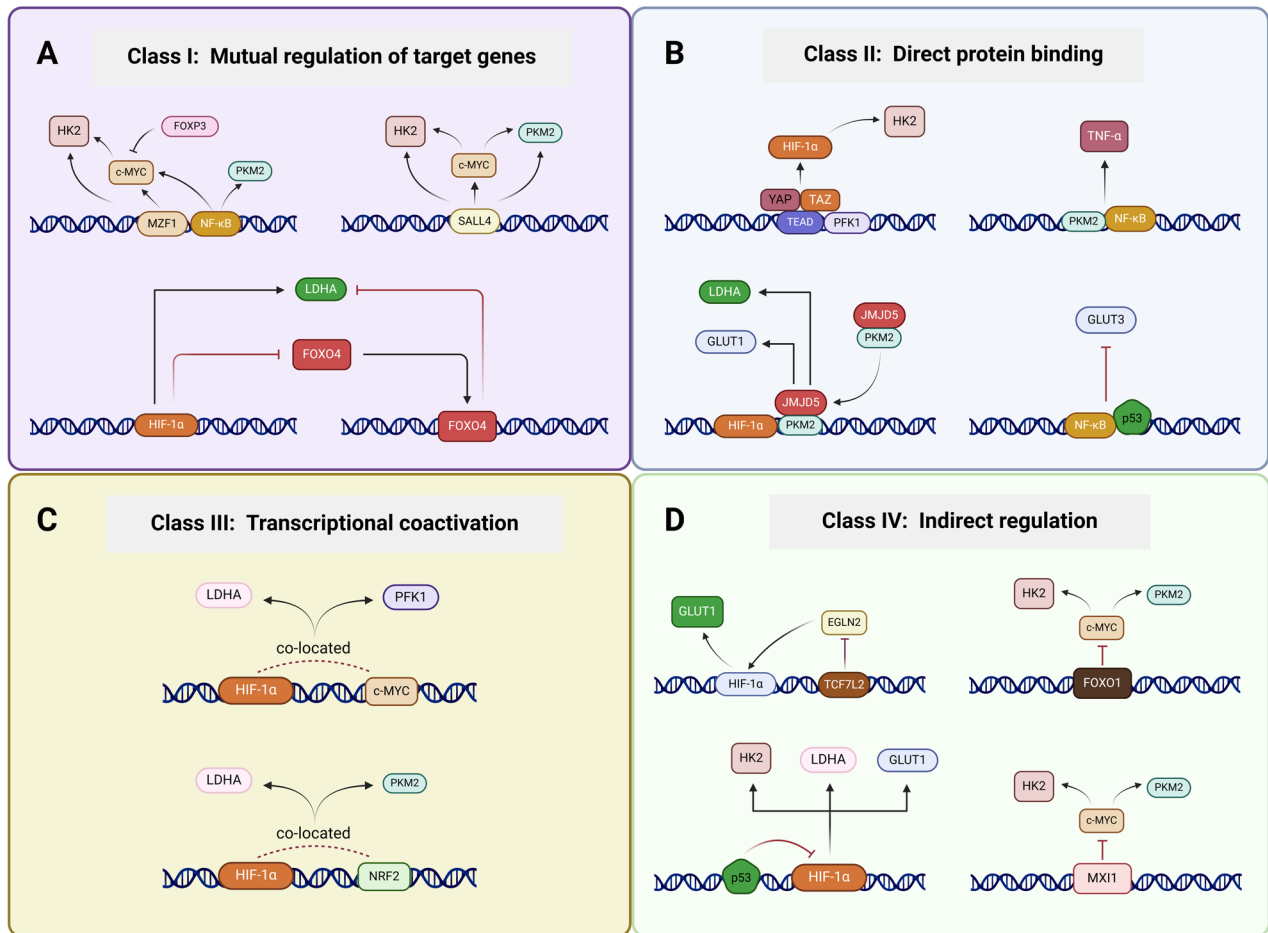 A
Class I: Mutual regulation of target genes
HK2
FOXP3
c-MYC
PKM2
MZF1
NF-κB
HK2
PKM2
c-MYC
SALL4
LDHA
FOXO4
HIF-1α
FOXO4
B
Class II: Direct protein binding
HK2
HIF-1α
YAP
TAZ
TEAD
PFK1
TNF-α
PKM2
NF-κB
LDHA
GLUT1
JMJD5
PKM2
JMJD5
HIF-1α
PKM2
GLUT3
NF-κB
p53
C
Class III: Transcriptional coactivation
LDHA
PFK1
co-located
HIF-1α
c-MYC
LDHA
PKM2
co-located
HIF-1α
NRF2
D
Class IV: Indirect regulation
GLUT1
EGLN2
HIF-1α
TCF7L2
HK2
PKM2
c-MYC
FOXO1
HK2
LDHA
GLUT1
p53
HIF-1α
HK2
PKM2
c-MYC
MXI1